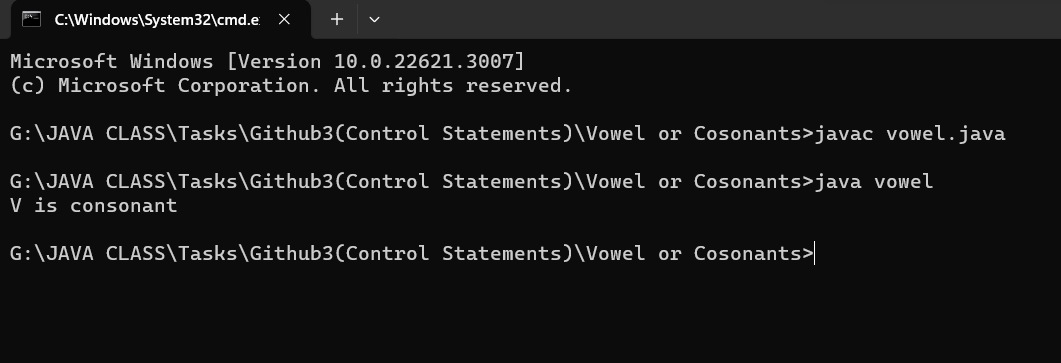 C:\Windows\System32\cmd.e
Microsoft Windows [Version 10.0.22621.3007]
(c) Microsoft Corporation. All rights reserved.
G:\JAVA CLASS\Tasks\Github3(Control Statements)\Vowel or Cosonants>javac vowel.java
G:\JAVA CLASS\Tasks\Github3(Control Statements)\Vowel or Cosonants>java vowel
V is consonant
G:\JAVA CLASS\Tasks\Github3(Control Statements)\Vowel or Cosonants>